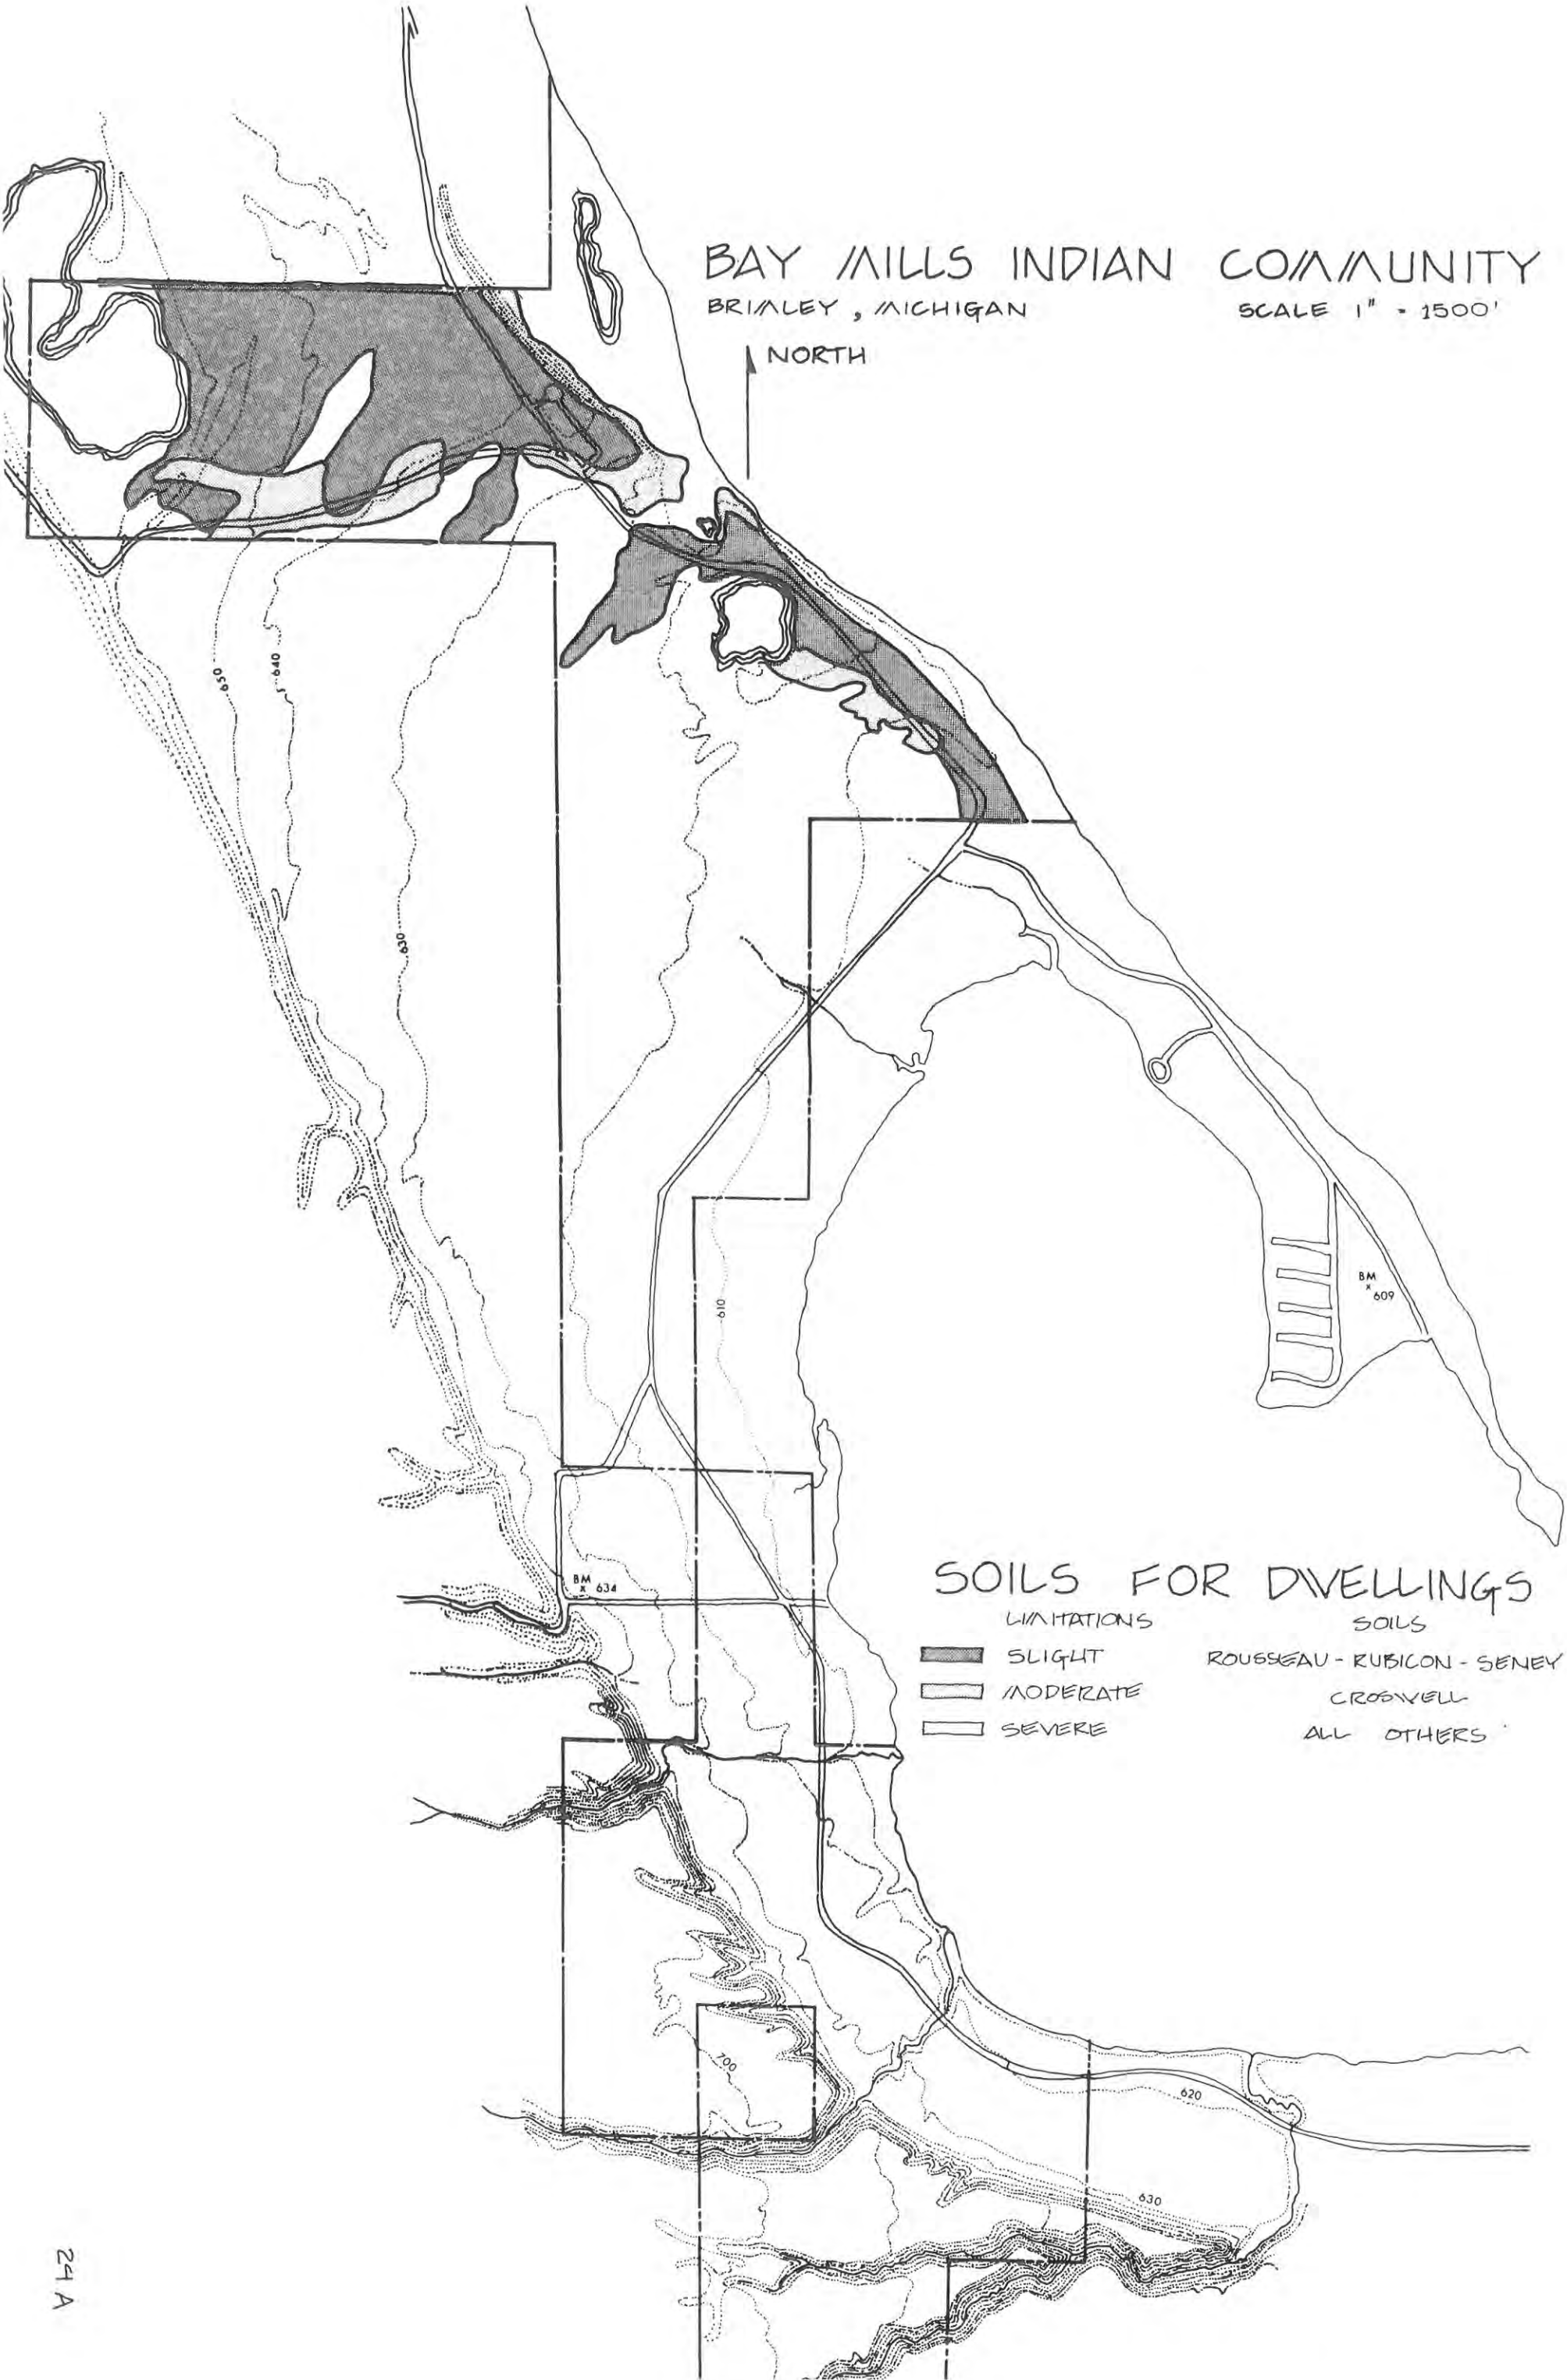 BAY MILLS INDIAN COMMUNITY
BRIMLEY, MICHIGAN SCALE 1" = 1500'
NORTH
650
640
630
610
BM
x 609
BM
x 634
SOILS FOR DWELLINGS
LIMITATIONS SOILS
SLIGHT ROUSSEAU - RUBICON - SENEY
MODERATE CROSWELL
SEVERE ALL OTHERS
700
620
630
24 A